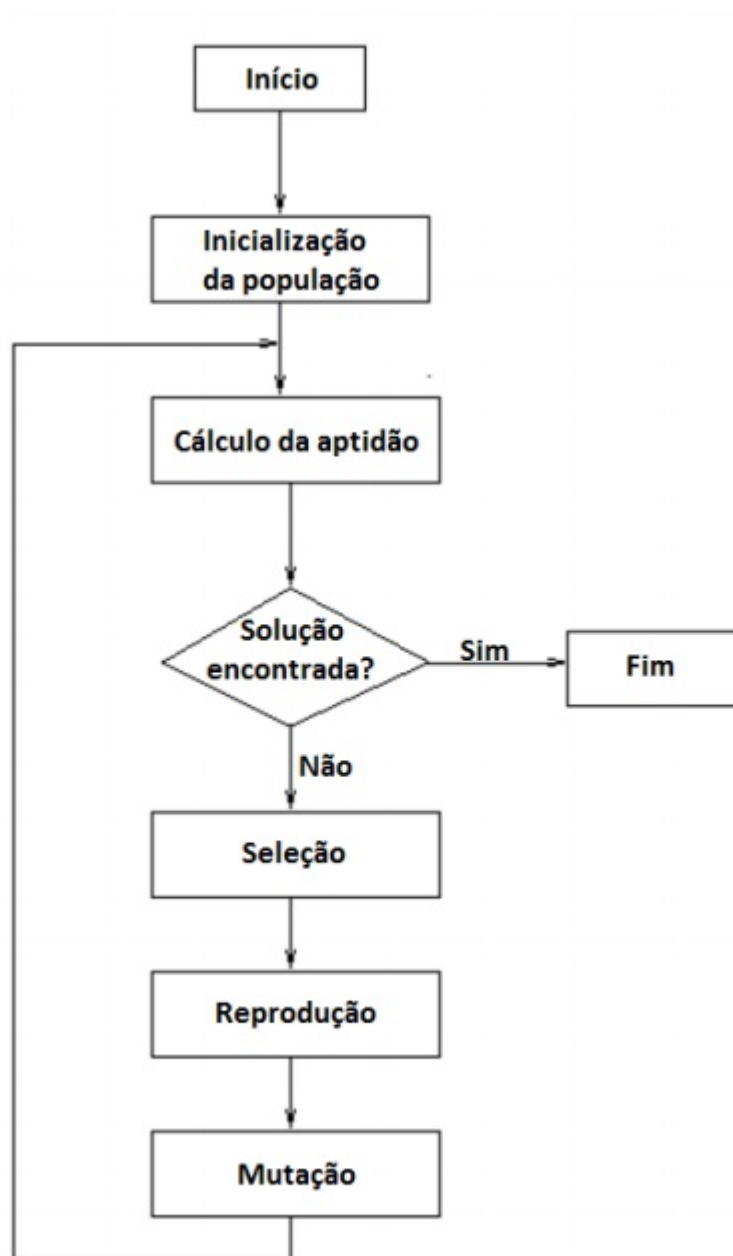 Início
Inicialização
da população
Cálculo da aptidão
Solução
encontrada?
Sim
Fim
Não
Seleção
Reprodução
Mutação